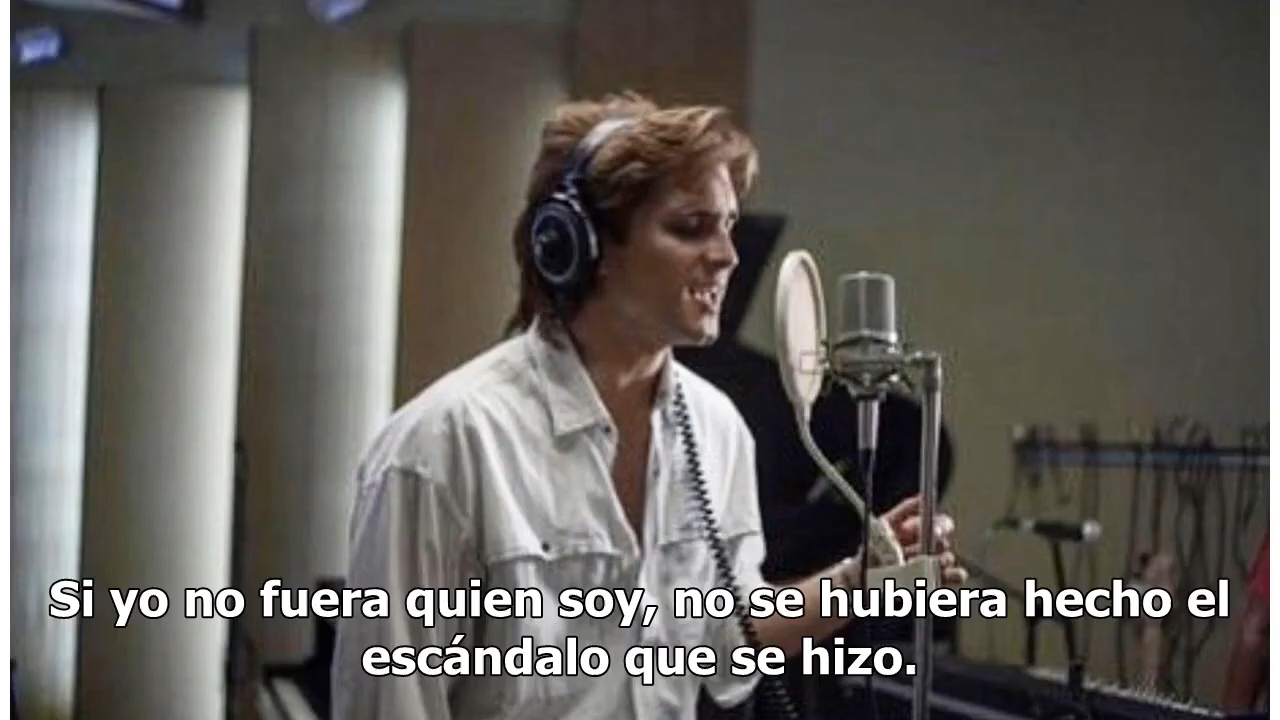 Si yo no fuera quien soy, no se hubiera hecho el
escándalo que se hizo.